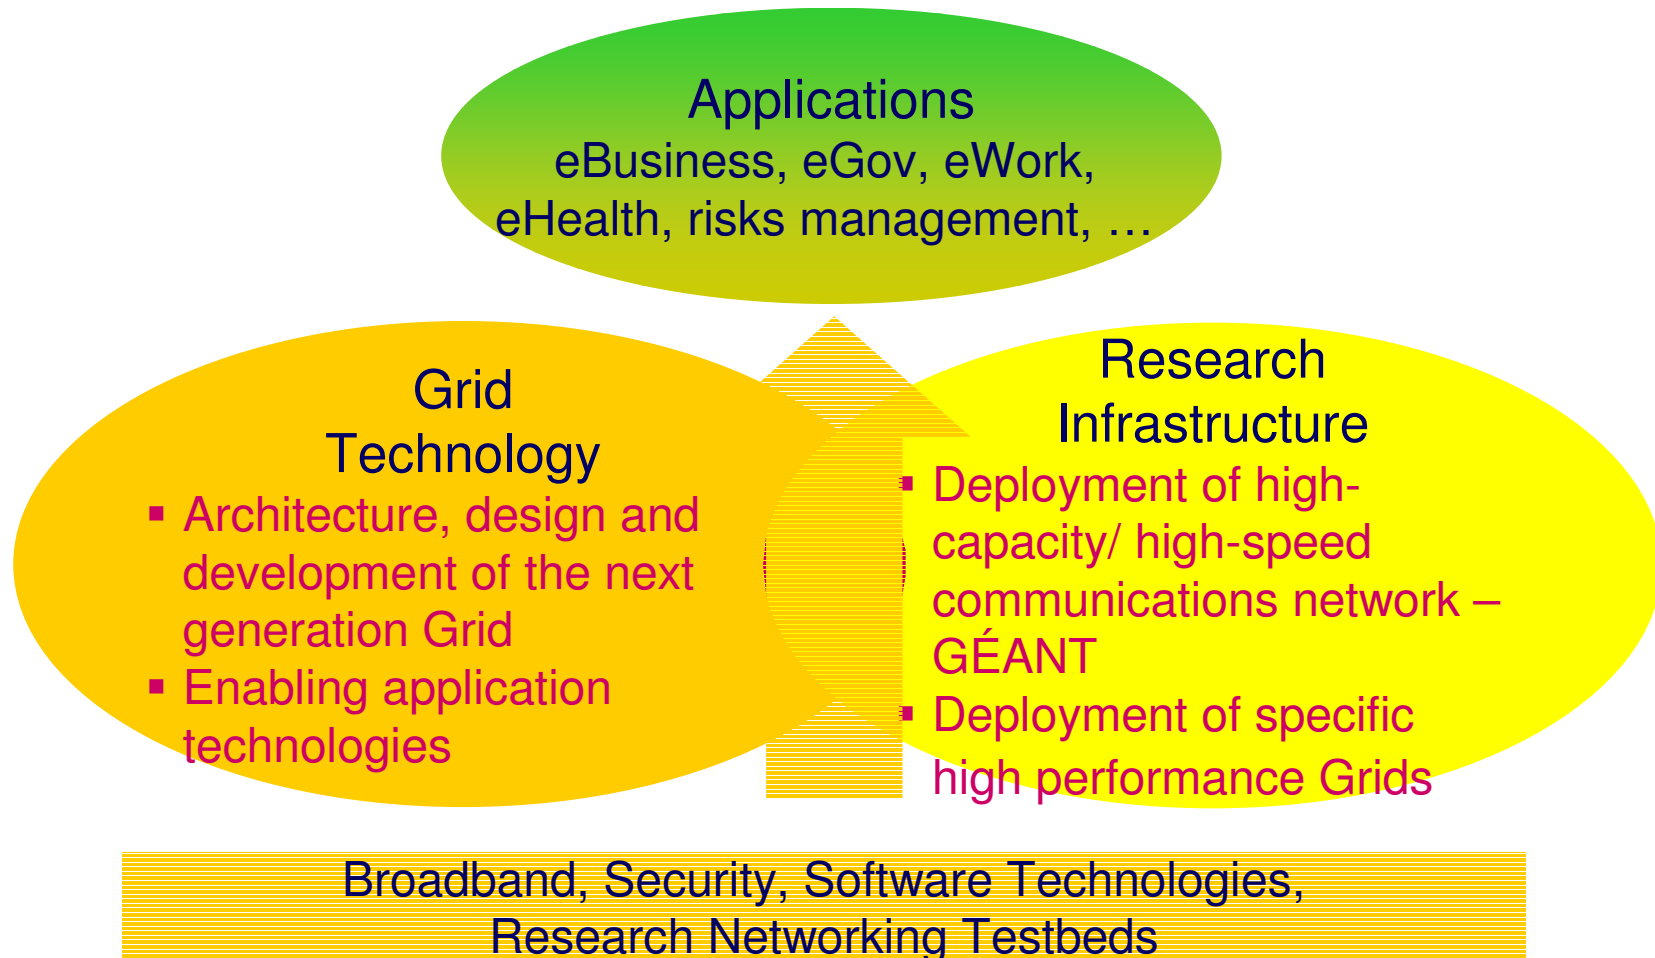 Applications
eBusiness, eGov, eWork,
eHealth, risks management, …
Grid
Technology
▪ Architecture, design and
development of the next
generation Grid
▪ Enabling application
technologies
Research
Infrastructure
▪ Deployment of high-
capacity/ high-speed
communications network –
GÉANT
▪ Deployment of specific
high performance Grids
Broadband, Security, Software Technologies,
Research Networking Testbeds